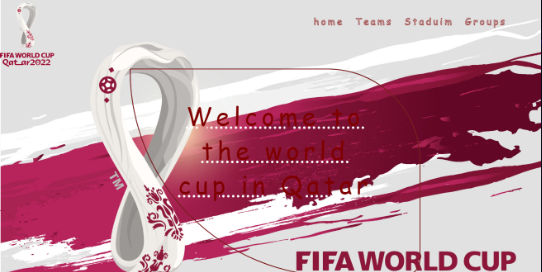 home Teams Staduim Groups
FIFA WORLD CUP
Qatar2022
Welcome to
the world
cup in Qatar
TM
FIFA WORLD CUP